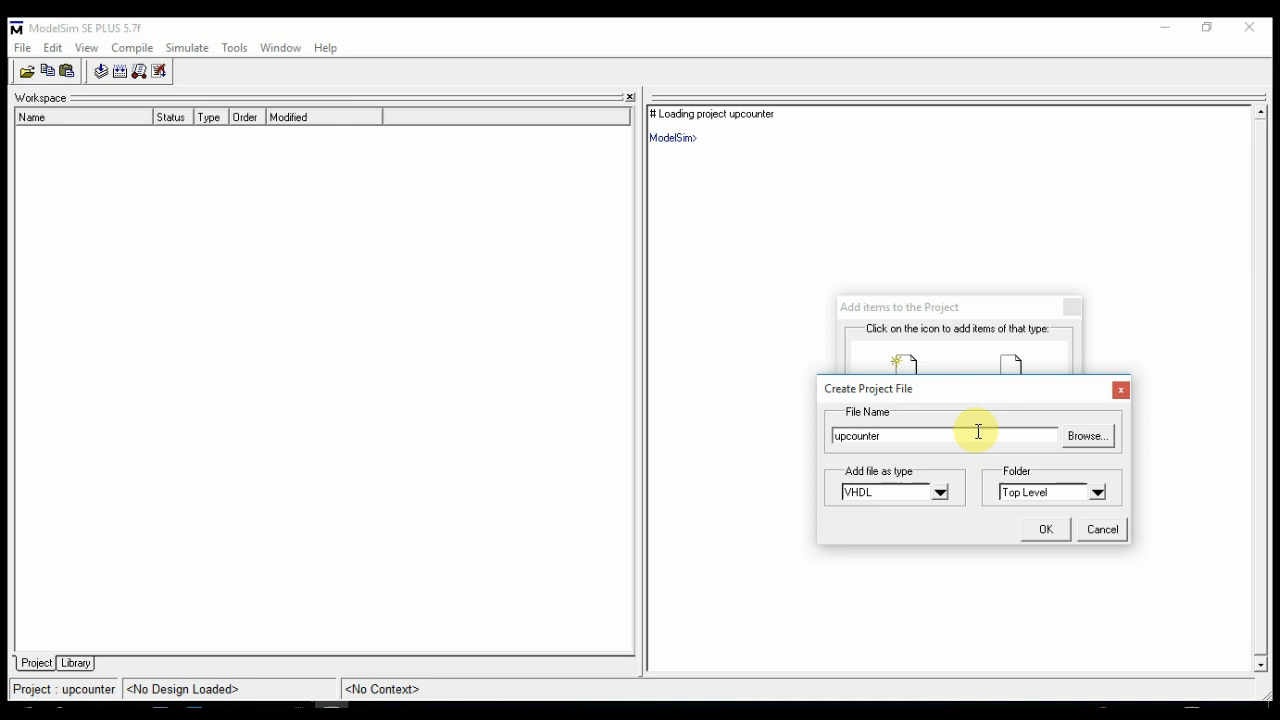 ModelSim SE PLUS 5.7f
File Edit View Compile Simulate Tools Window Help
Workspace
Name Status Type Order Modified
# Loading project upcounter
ModelSim>
Add items to the Project
Click on the icon to add items of that type:
Create Project File
File Name
upcounter Browse...
Add file as type Folder
VHDL Top Level
OK Cancel
Project Library
Project : upcounter <No Design Loaded> <No Context>